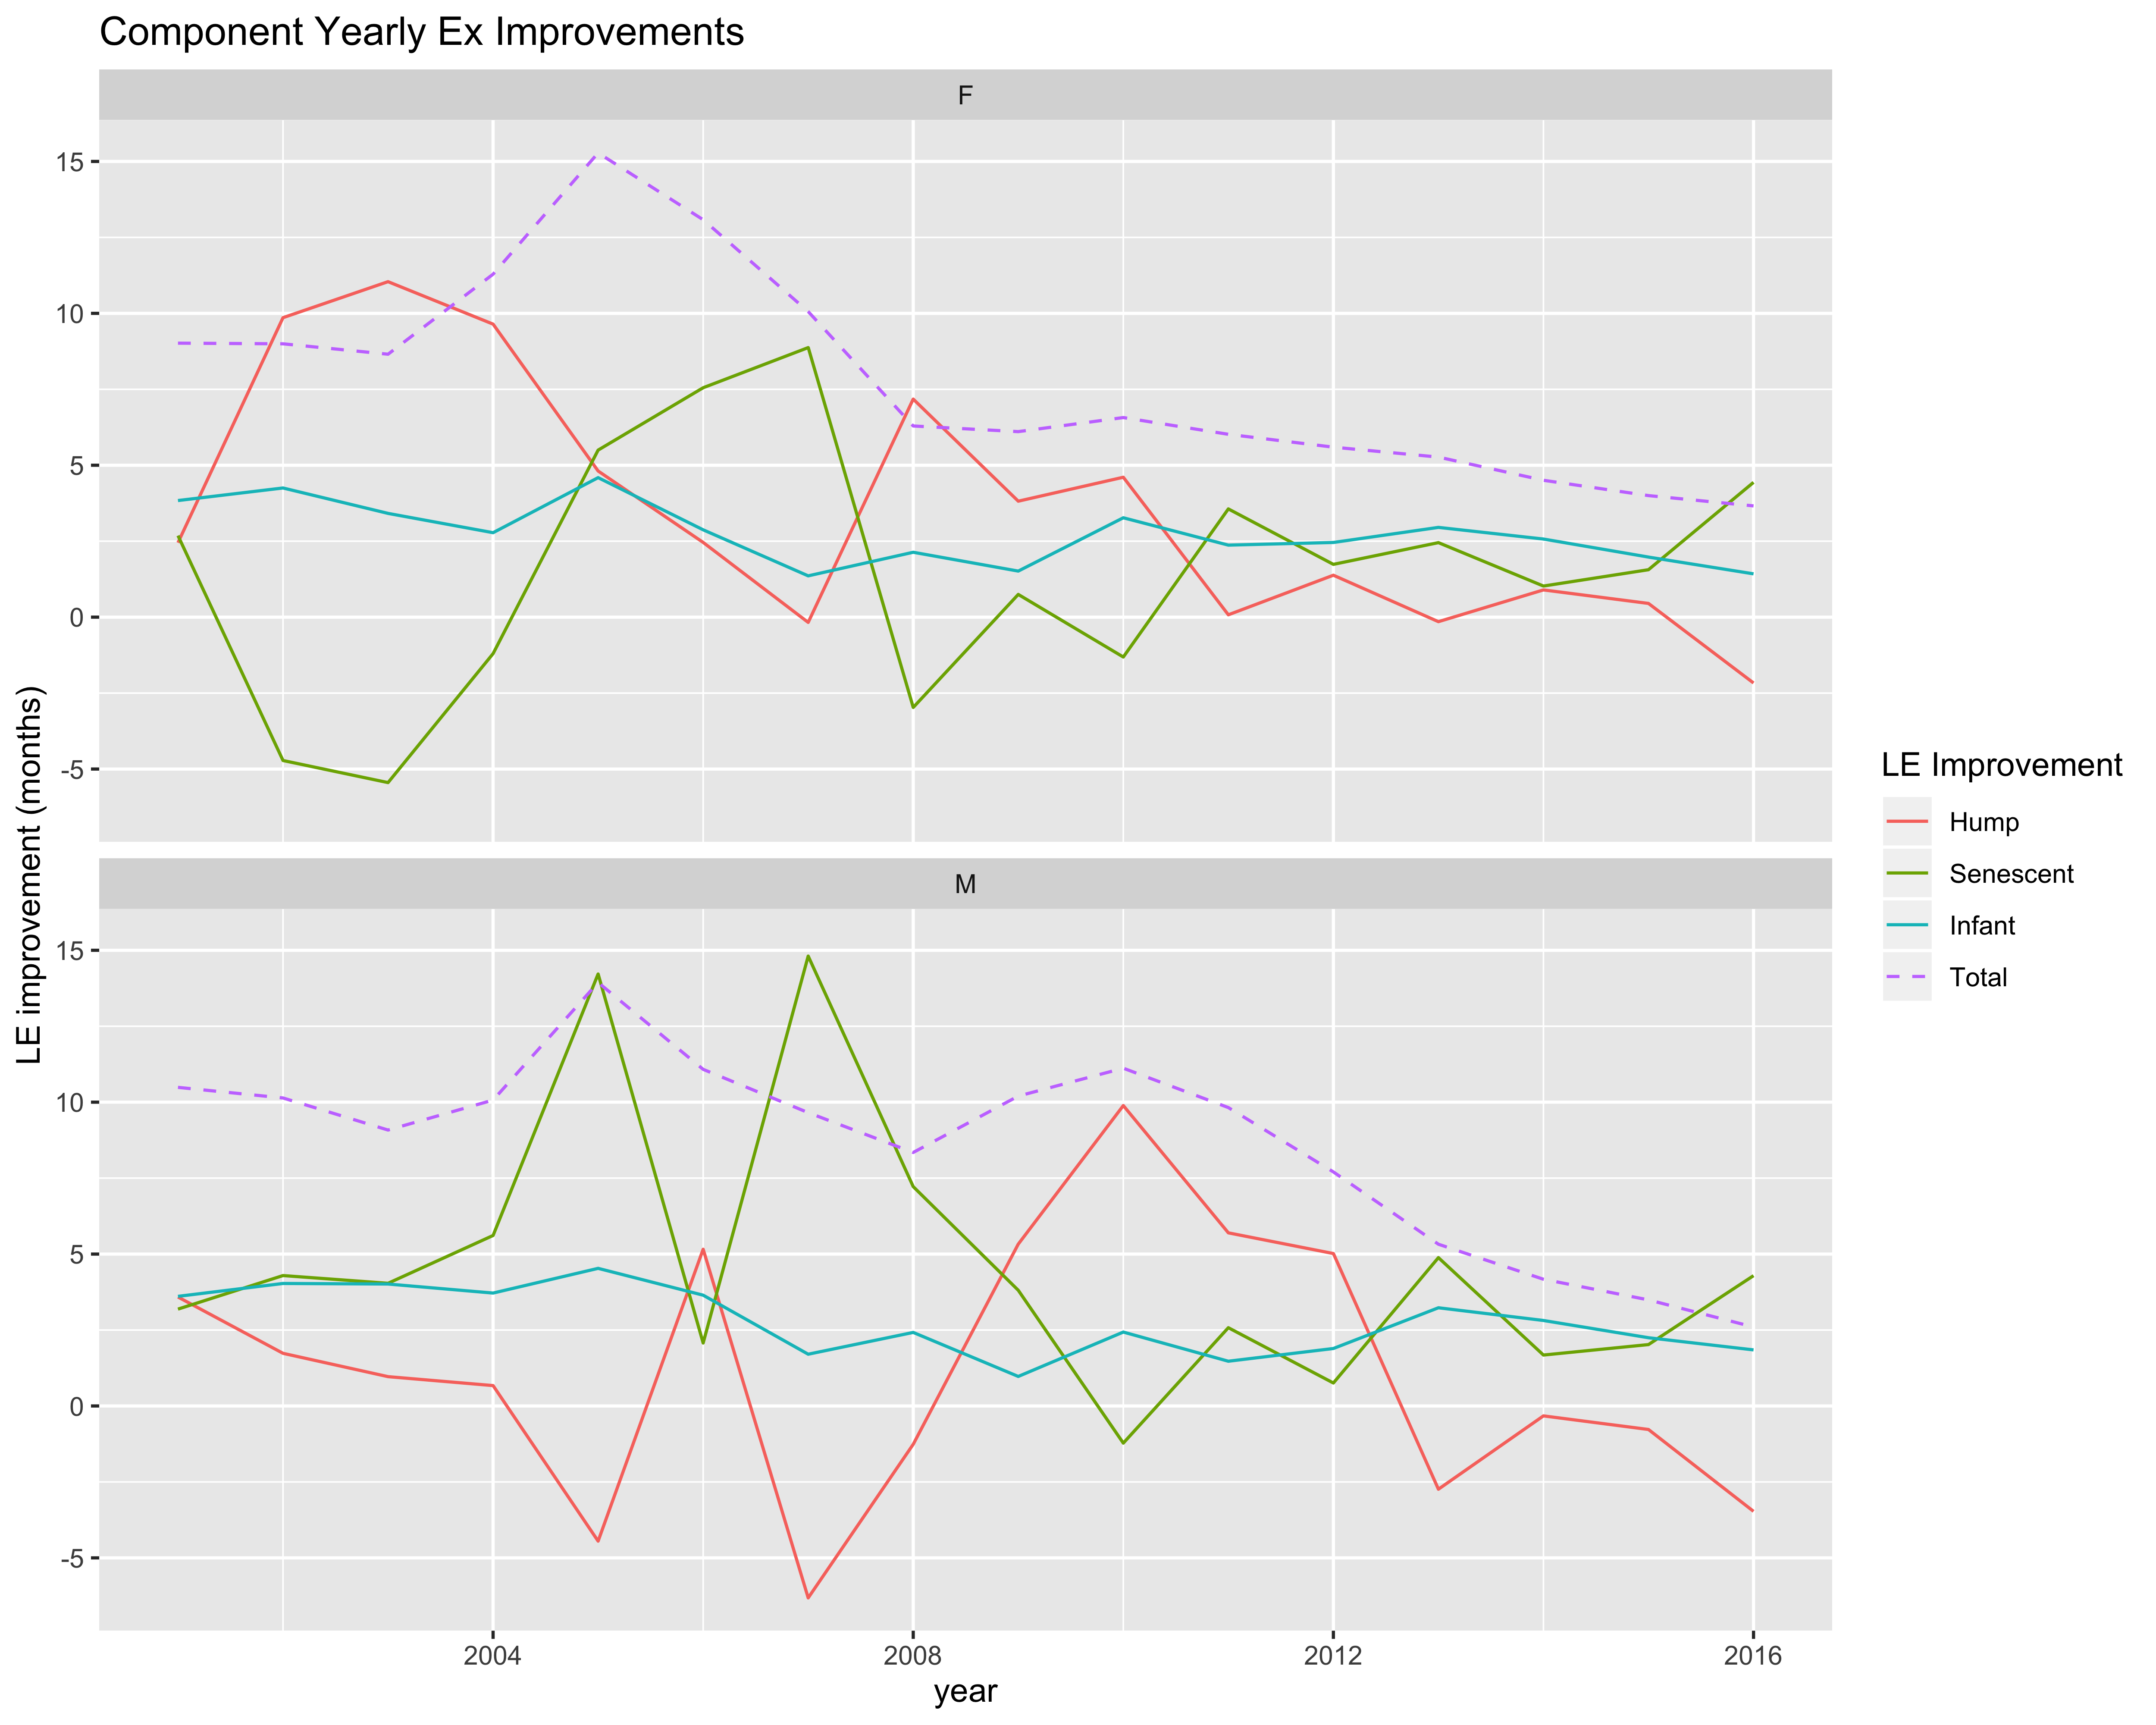 Component Yearly Ex Improvements
F
15
10
5
0
-5
M
15
10
5
0
-5
2004 2008 2012 2016
year
LE improvement (months)
LE Improvement
Hump
Senescent
Infant
Total